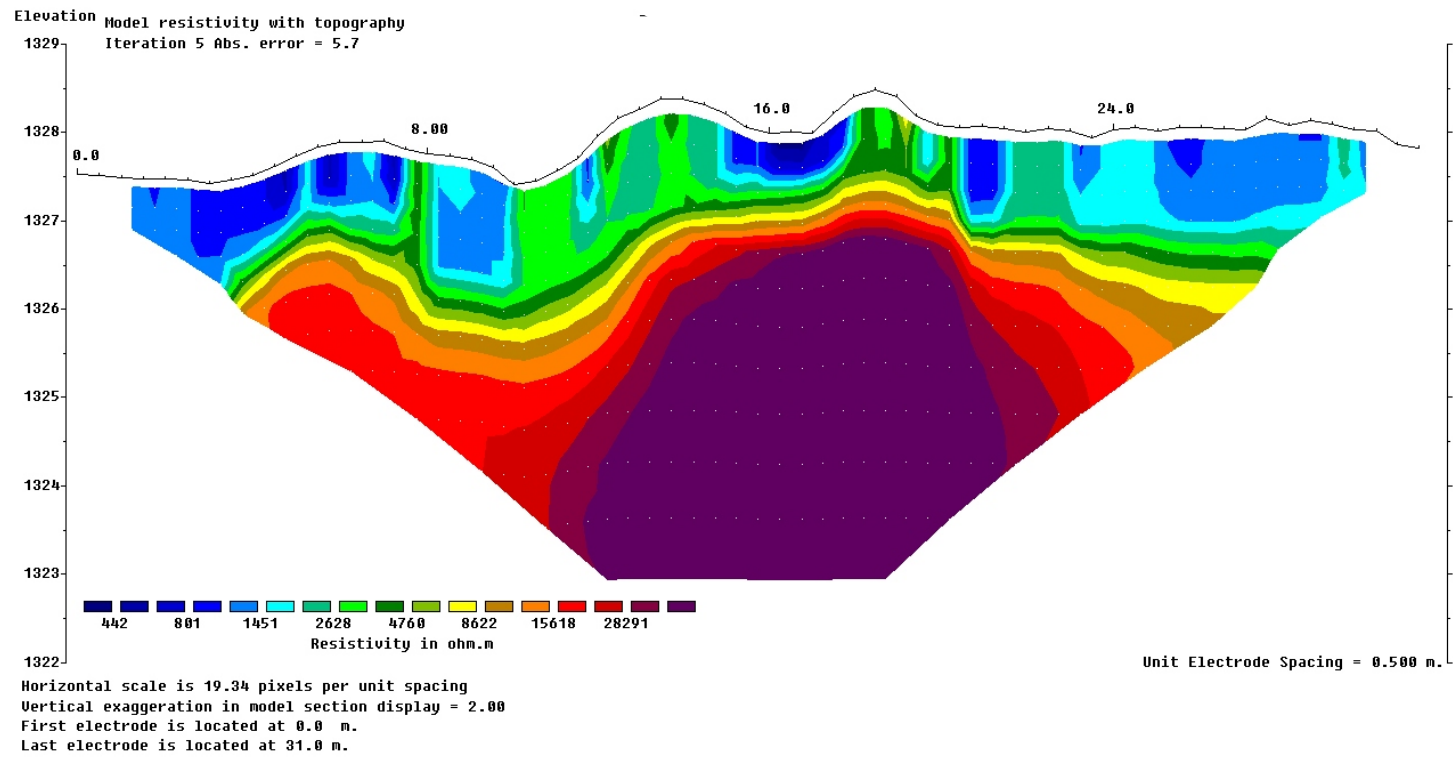 Elevation
Model resistivity with topography
Iteration 5 Abs. error = 5.7
1329
1328
1327
1326
1325
1324
1323
1322
0.0
8.00
16.0
24.0
442 801 1451 2628 4760 8622 15618 28291
Resistivity in ohm.m
Unit Electrode Spacing = 0.500 m.
Horizontal scale is 19.34 pixels per unit spacing
Vertical exaggeration in model section display = 2.00
First electrode is located at 0.0 m.
Last electrode is located at 31.0 m.